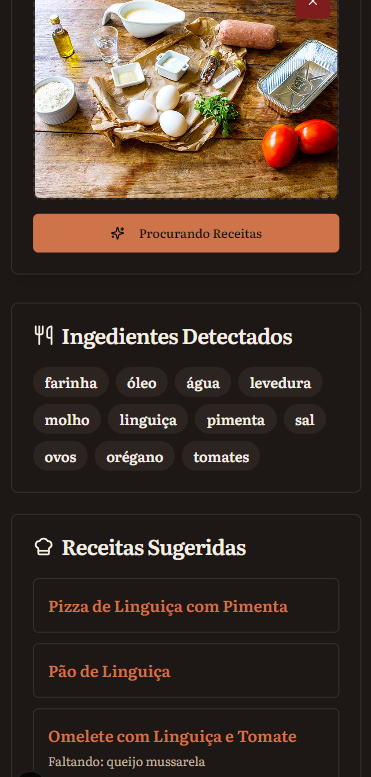 Procurando Receitas
Ingedientes Detectados
farinha óleo água levedura
molho linguiça pimenta sal
ovos orégano tomates
Receitas Sugeridas
Pizza de Linguiça com Pimenta
Pão de Linguiça
Omelete com Linguiça e Tomate
Faltando: queijo mussarela